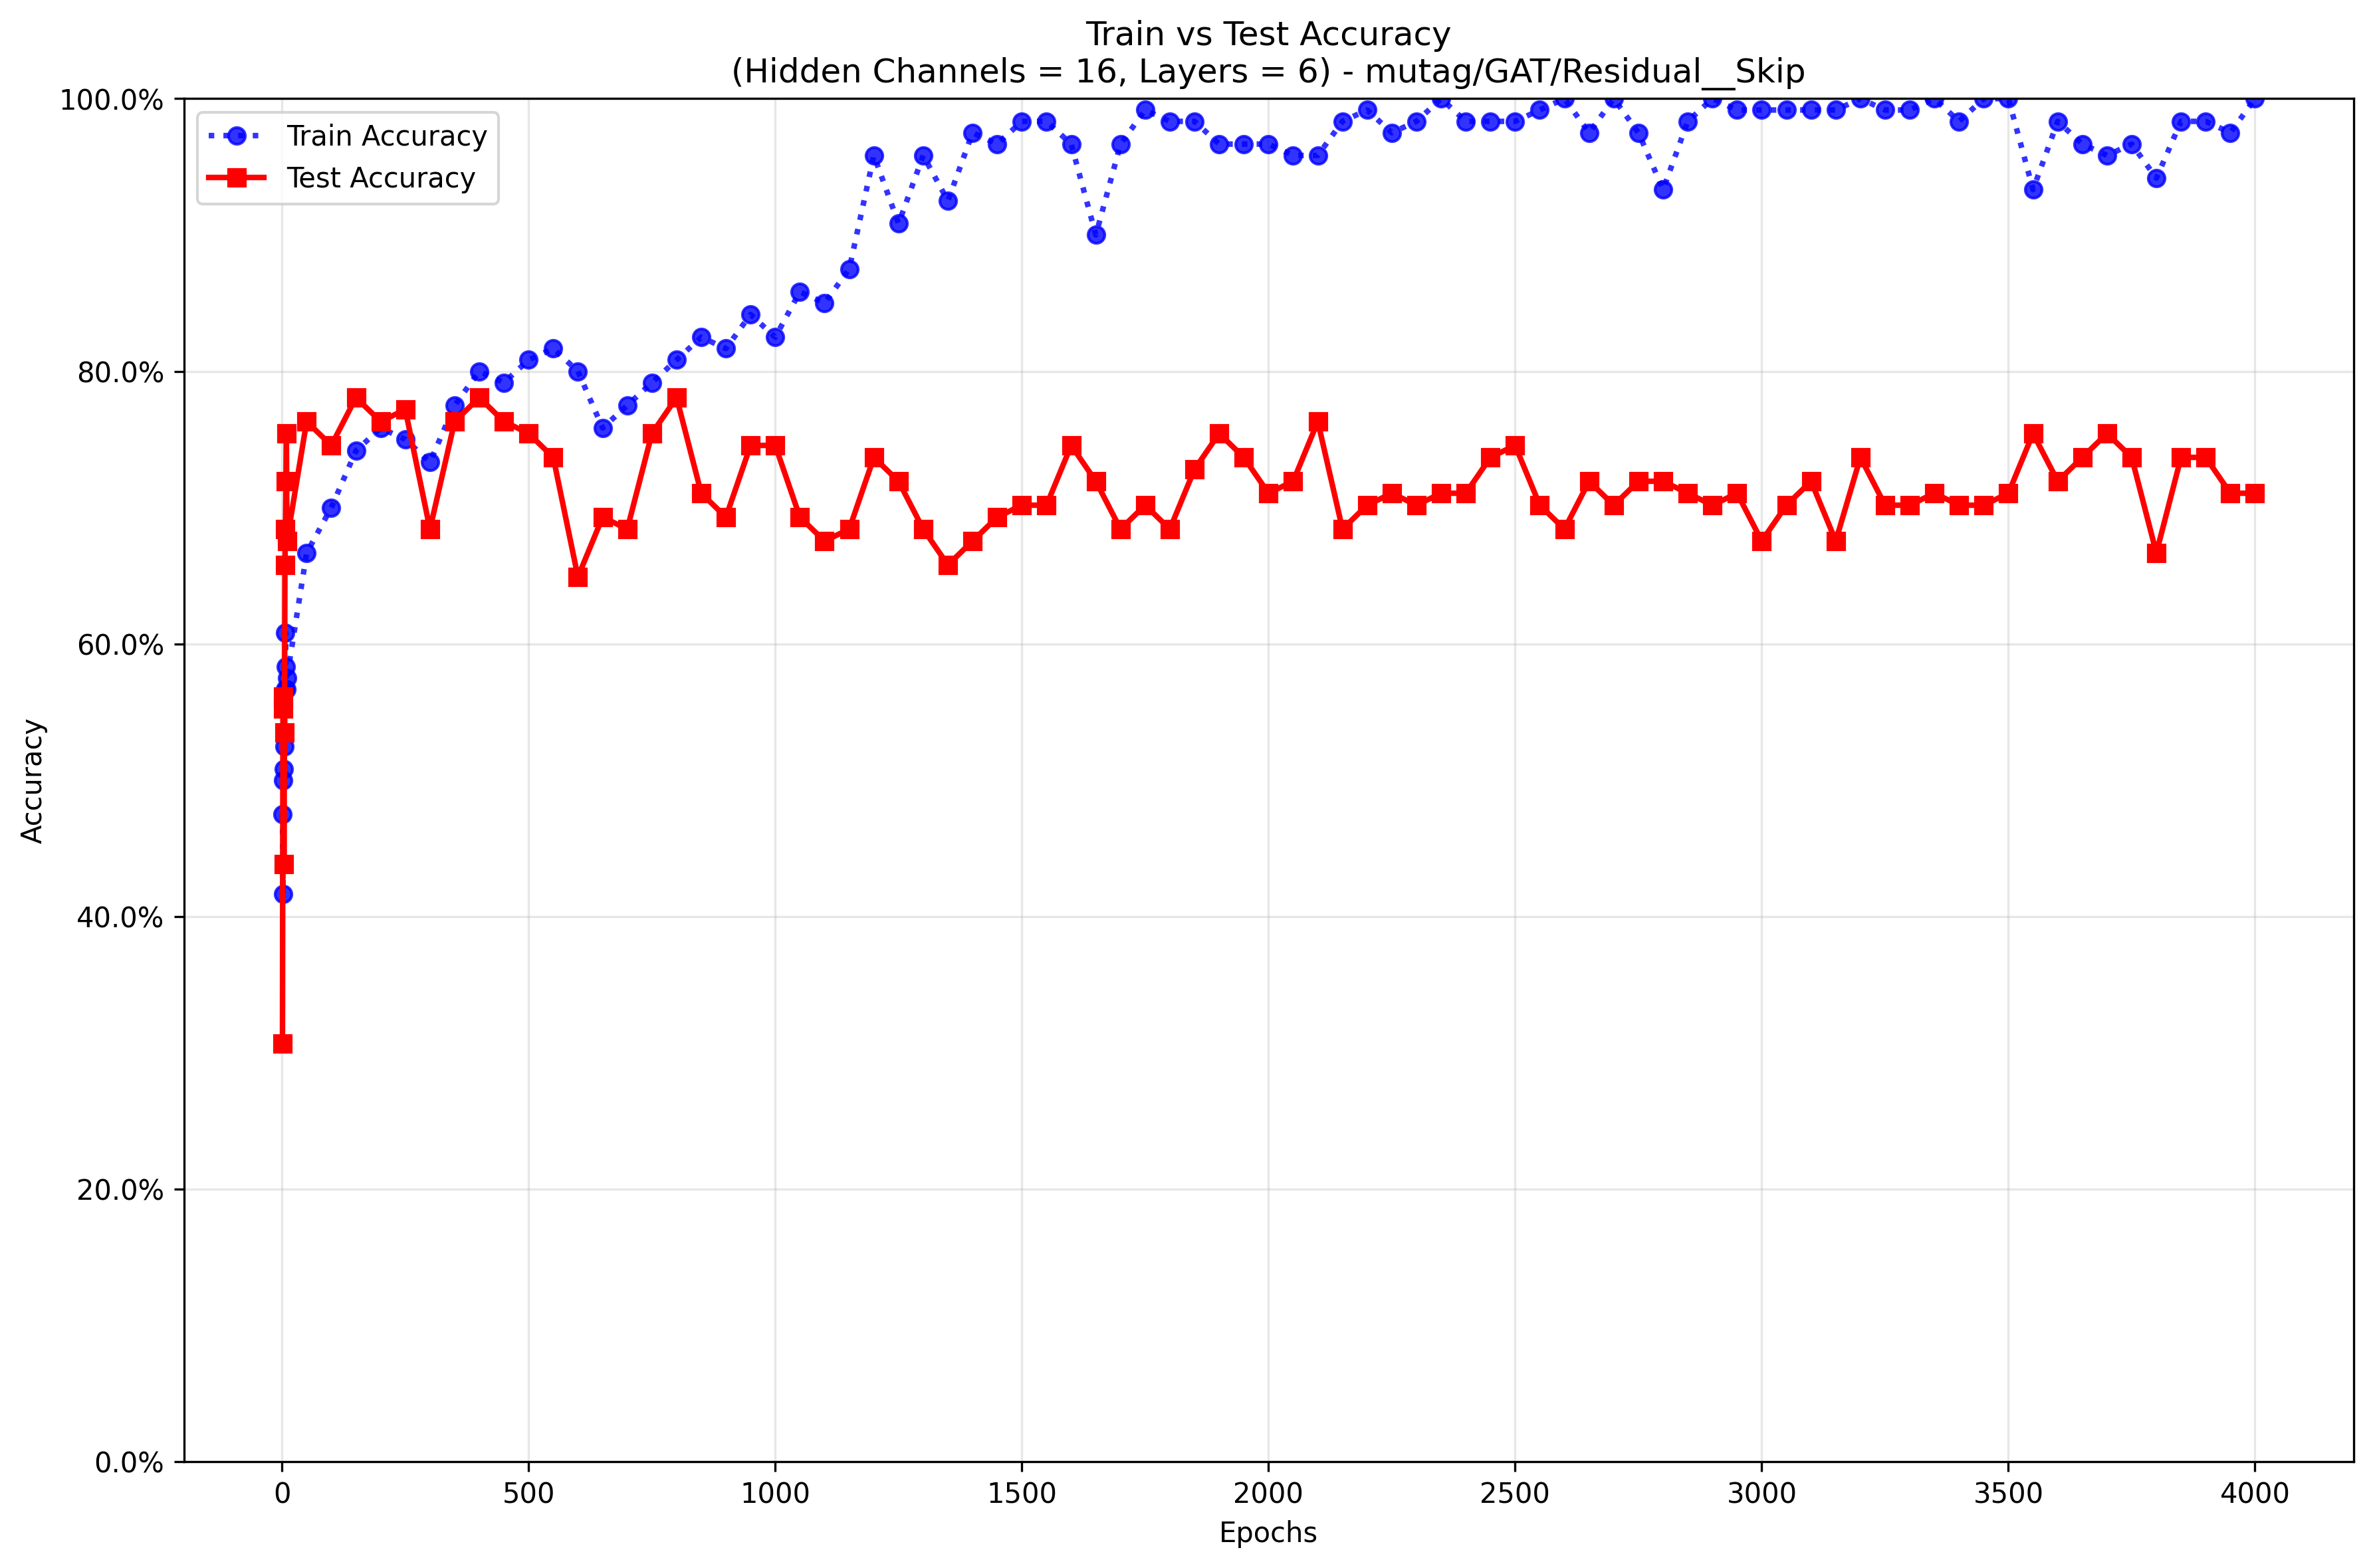 Train vs Test Accuracy
(Hidden Channels = 16, Layers = 6) - mutag/GAT/Residual__Skip
Train Accuracy
Test Accuracy
100.0%
80.0%
60.0%
40.0%
20.0%
0.0%
Accuracy
0 500 1000 1500 2000 2500 3000 3500 4000
Epochs